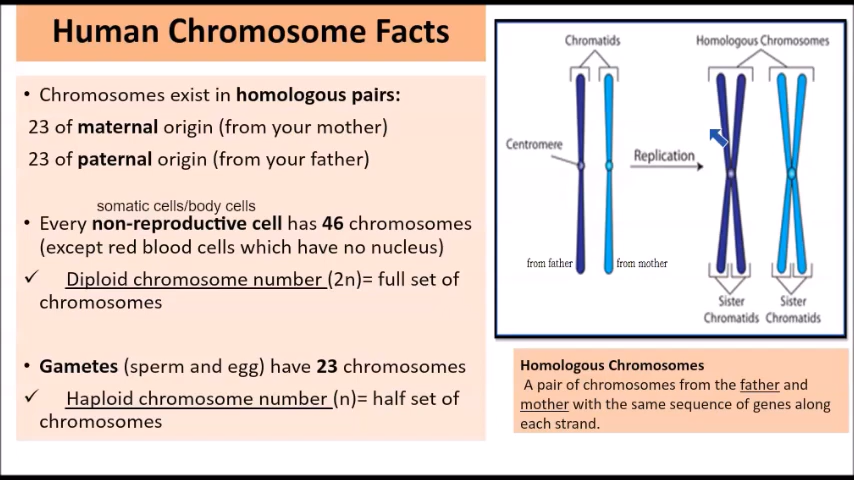 Human Chromosome Facts
• Chromosomes exist in homologous pairs:
23 of maternal origin (from your mother)
23 of paternal origin (from your father)
somatic cells/body cells
• Every non-reproductive cell has 46 chromosomes
(except red blood cells which have no nucleus)
✓ Diploid chromosome number (2n)= full set of
chromosomes
• Gametes (sperm and egg) have 23 chromosomes
✓ Haploid chromosome number (n)= half set of
chromosomes
Chromatids
Homologous Chromosomes
Centromere
Replication
from father
from mother
Sister
Chromatids
Sister
Chromatids
Homologous Chromosomes
A pair of chromosomes from the father and
mother with the same sequence of genes along
each strand.